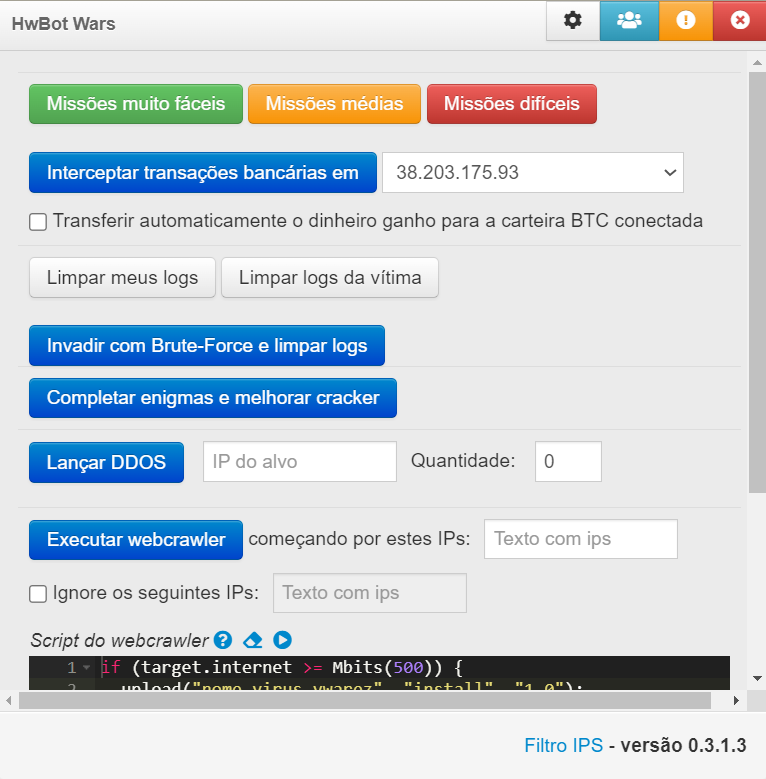 HwBot Wars
Missões muito fáceis Missões médias Missões difíceis
Interceptar transações bancárias em 38.203.175.93
Transferir automaticamente o dinheiro ganho para a carteira BTC conectada
Limpar meus logs Limpar logs da vítima
Invadir com Brute-Force e limpar logs
Completar enigmas e melhorar cracker
Lançar DDOS IP do alvo Quantidade: 0
Executar webcrawler começando por estes IPs: Texto com ips
Ignore os seguintes IPs: Texto com ips
Script do webcrawler
1 if (target.internet >= Mbits(500)) {
2 upload("nome_virus.vwarez", "install", "1.0");
Filtro IPS - versão 0.3.1.3